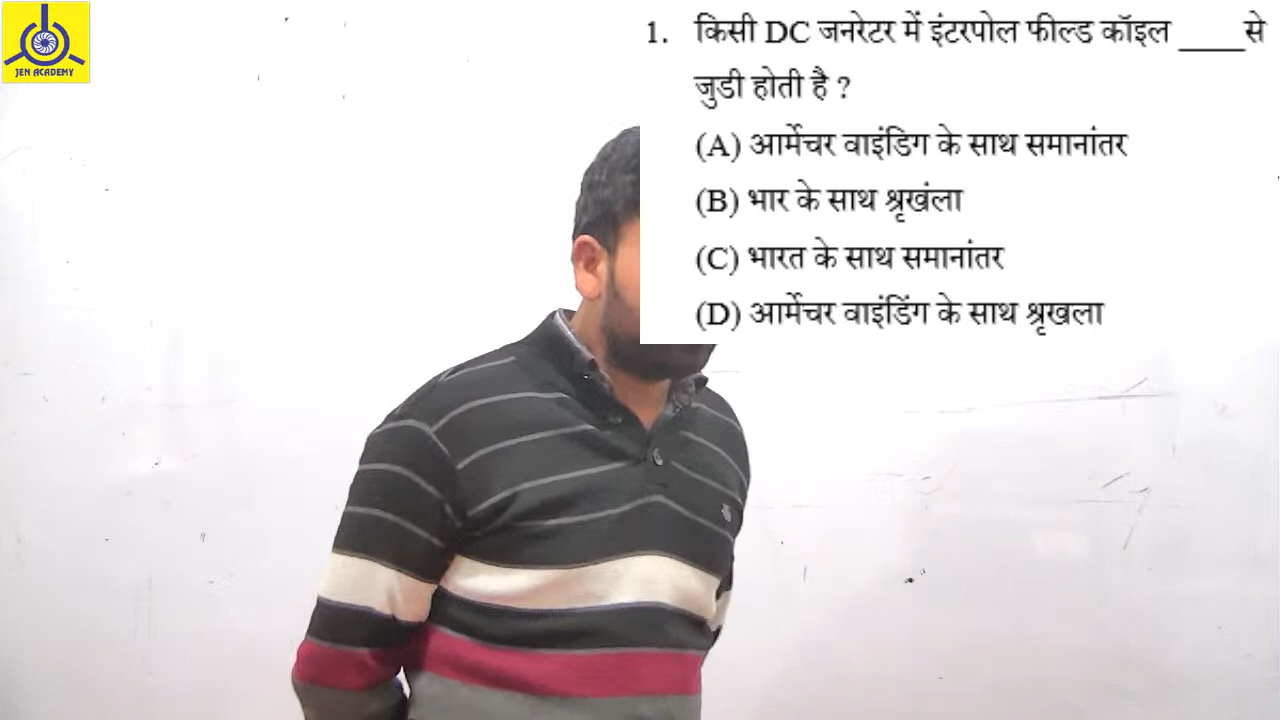 JEN ACADEMY
1. किसी DC जनरेटर में इंटरपोल फील्ड कॉइल ____से
जुडी होती है ?
(A) आर्मेचर वाइंडिग के साथ समानांतर
(B) भार के साथ श्रृखंला
(C) भारत के साथ समानांतर
(D) आर्मेचर वाइंडिंग के साथ श्रृखला